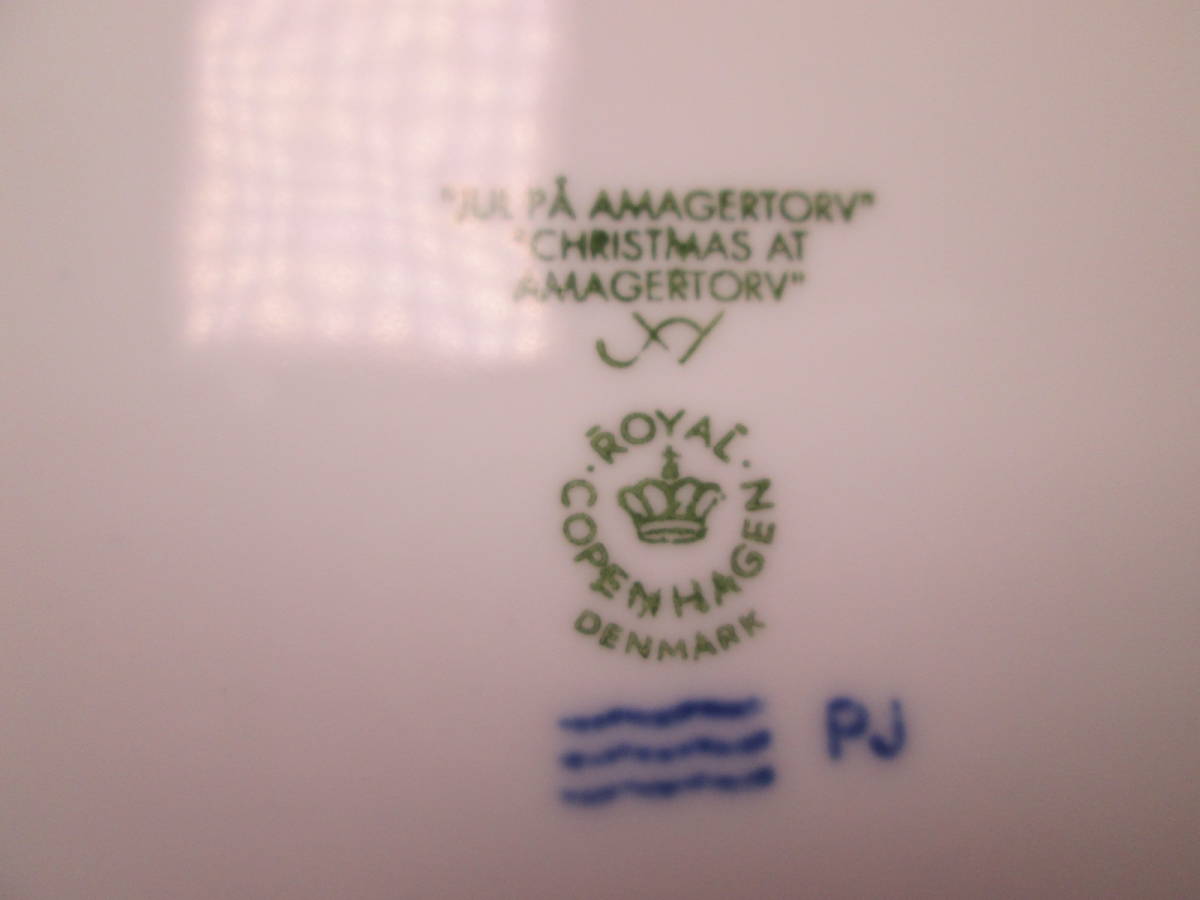 "JUL PÅ AMAGERTORV"
"CHRISTMAS AT
AMAGERTORV"
ROYAL
COPENHAGEN
DENMARK
PJ